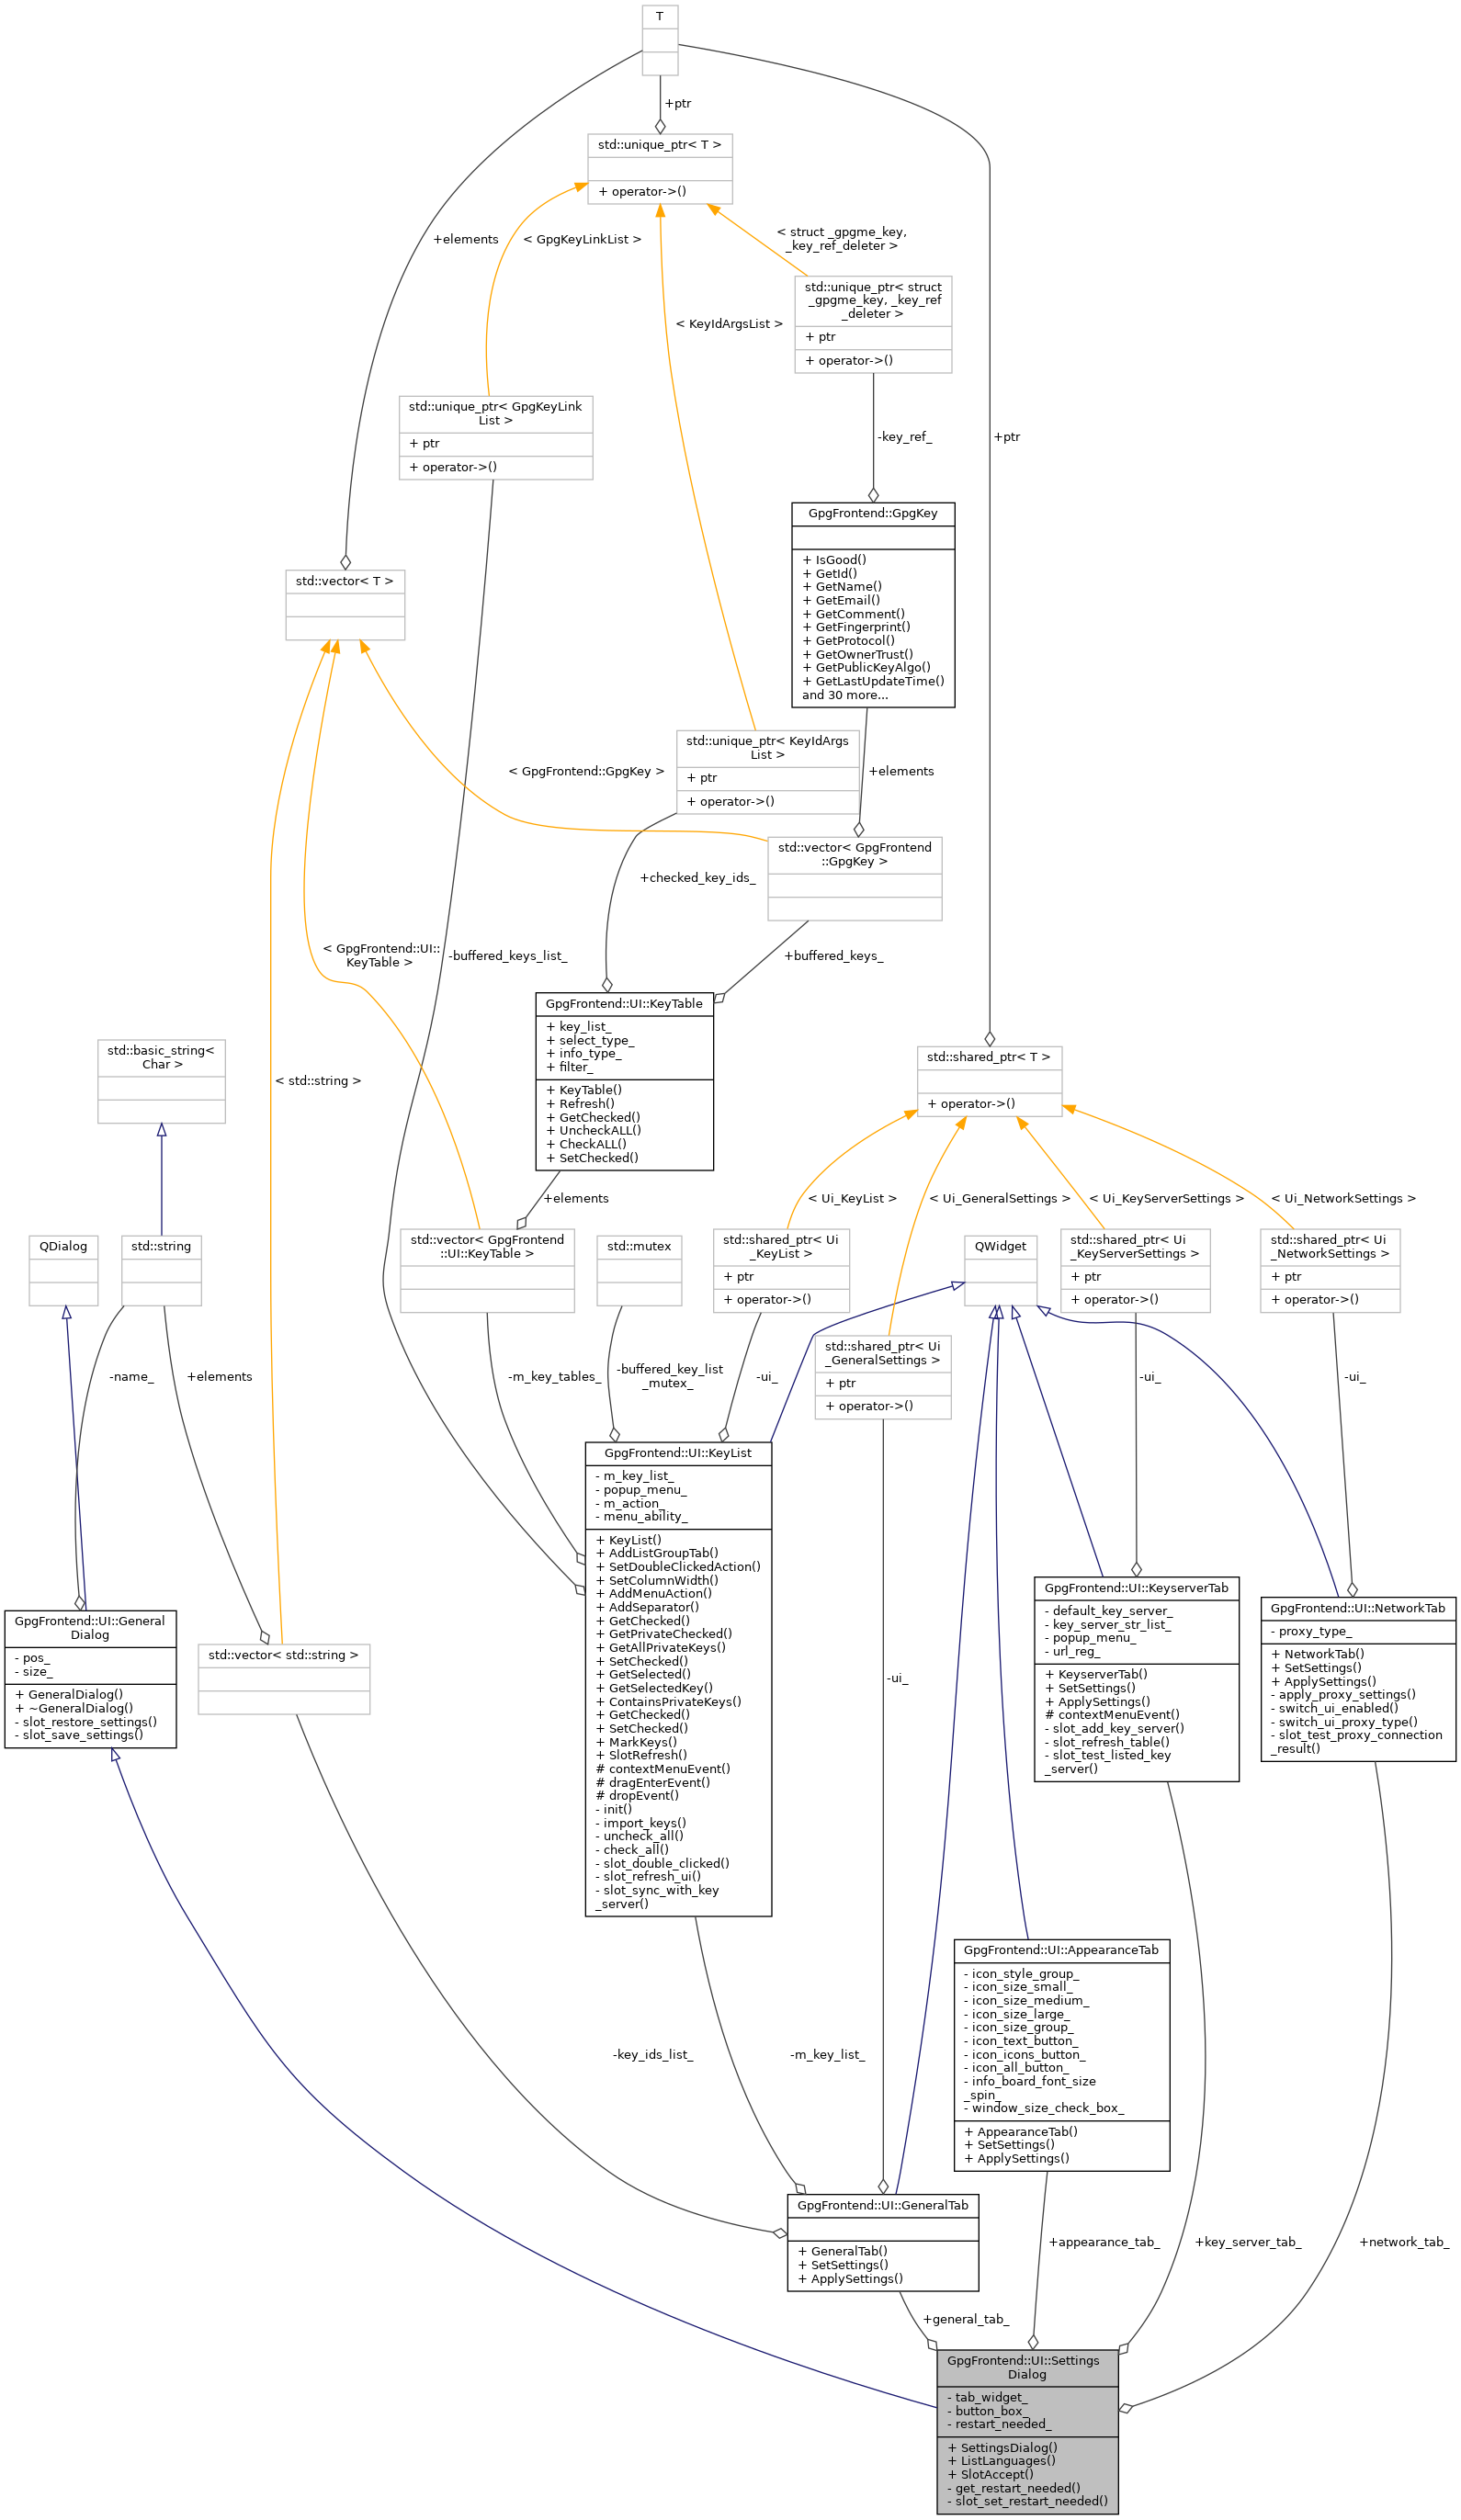 T
+ptr
std::unique_ptr< T >
+ operator->()
+elements
< GpgKeyLinkList >
< struct _gpgme_key,
_key_ref_deleter >
std::unique_ptr< struct
_gpgme_key, _key_ref
_deleter >
+ ptr
+ operator->()
< KeyIdArgsList >
std::unique_ptr< GpgKeyLink
List >
+ ptr
+ operator->()
-key_ref_
+ptr
GpgFrontend::GpgKey
+ IsGood()
+ GetId()
+ GetName()
+ GetEmail()
+ GetComment()
+ GetFingerprint()
+ GetProtocol()
+ GetOwnerTrust()
+ GetPublicKeyAlgo()
+ GetLastUpdateTime()
and 30 more...
std::vector< T >
std::unique_ptr< KeyIdArgs
List >
+ ptr
+ operator->()
< GpgFrontend::GpgKey >
+elements
std::vector< GpgFrontend
::GpgKey >
+checked_key_ids_
< GpgFrontend::UI::
KeyTable >
-buffered_keys_list_
+buffered_keys_
GpgFrontend::UI::KeyTable
+ key_list_
+ select_type_
+ info_type_
+ filter_
+ KeyTable()
+ Refresh()
+ GetChecked()
+ UncheckALL()
+ CheckALL()
+ SetChecked()
std::basic_string<
Char >
< std::string >
std::shared_ptr< T >
+ operator->()
+elements
< Ui_KeyList >
< Ui_GeneralSettings >
< Ui_KeyServerSettings >
< Ui_NetworkSettings >
QDialog
std::string
std::vector< GpgFrontend
::UI::KeyTable >
std::mutex
std::shared_ptr< Ui
_KeyList >
+ ptr
+ operator->()
QWidget
std::shared_ptr< Ui
_KeyServerSettings >
+ ptr
+ operator->()
std::shared_ptr< Ui
_NetworkSettings >
+ ptr
+ operator->()
std::shared_ptr< Ui
_GeneralSettings >
+ ptr
+ operator->()
-name_
+elements
-m_key_tables_
-buffered_key_list
_mutex_
-ui_
-ui_
-ui_
GpgFrontend::UI::KeyList
- m_key_list_
- popup_menu_
- m_action_
- menu_ability_
+ KeyList()
+ AddListGroupTab()
+ SetDoubleClickedAction()
+ SetColumnWidth()
+ AddMenuAction()
+ AddSeparator()
+ GetChecked()
+ GetPrivateChecked()
+ GetAllPrivateKeys()
+ SetChecked()
+ GetSelected()
+ GetSelectedKey()
+ ContainsPrivateKeys()
+ GetChecked()
+ SetChecked()
+ MarkKeys()
+ SlotRefresh()
# contextMenuEvent()
# dragEnterEvent()
# dropEvent()
- init()
- import_keys()
- uncheck_all()
- check_all()
- slot_double_clicked()
- slot_refresh_ui()
- slot_sync_with_key
_server()
GpgFrontend::UI::General
Dialog
- pos_
- size_
+ GeneralDialog()
+ ~GeneralDialog()
- slot_restore_settings()
- slot_save_settings()
std::vector< std::string >
-ui_
GpgFrontend::UI::KeyserverTab
- default_key_server_
- key_server_str_list_
- popup_menu_
- url_reg_
+ KeyserverTab()
+ SetSettings()
+ ApplySettings()
# contextMenuEvent()
- slot_add_key_server()
- slot_refresh_table()
- slot_test_listed_key
_server()
GpgFrontend::UI::NetworkTab
- proxy_type_
+ NetworkTab()
+ SetSettings()
+ ApplySettings()
- apply_proxy_settings()
- switch_ui_enabled()
- switch_ui_proxy_type()
- slot_test_proxy_connection
_result()
GpgFrontend::UI::AppearanceTab
- icon_style_group_
- icon_size_small_
- icon_size_medium_
- icon_size_large_
- icon_size_group_
- icon_text_button_
- icon_icons_button_
- icon_all_button_
- info_board_font_size
_spin_
- window_size_check_box_
+ AppearanceTab()
+ SetSettings()
+ ApplySettings()
-key_ids_list_
-m_key_list_
GpgFrontend::UI::GeneralTab
+ GeneralTab()
+ SetSettings()
+ ApplySettings()
+appearance_tab_
+key_server_tab_
+network_tab_
+general_tab_
GpgFrontend::UI::Settings
Dialog
- tab_widget_
- button_box_
- restart_needed_
+ SettingsDialog()
+ ListLanguages()
+ SlotAccept()
- get_restart_needed()
- slot_set_restart_needed()